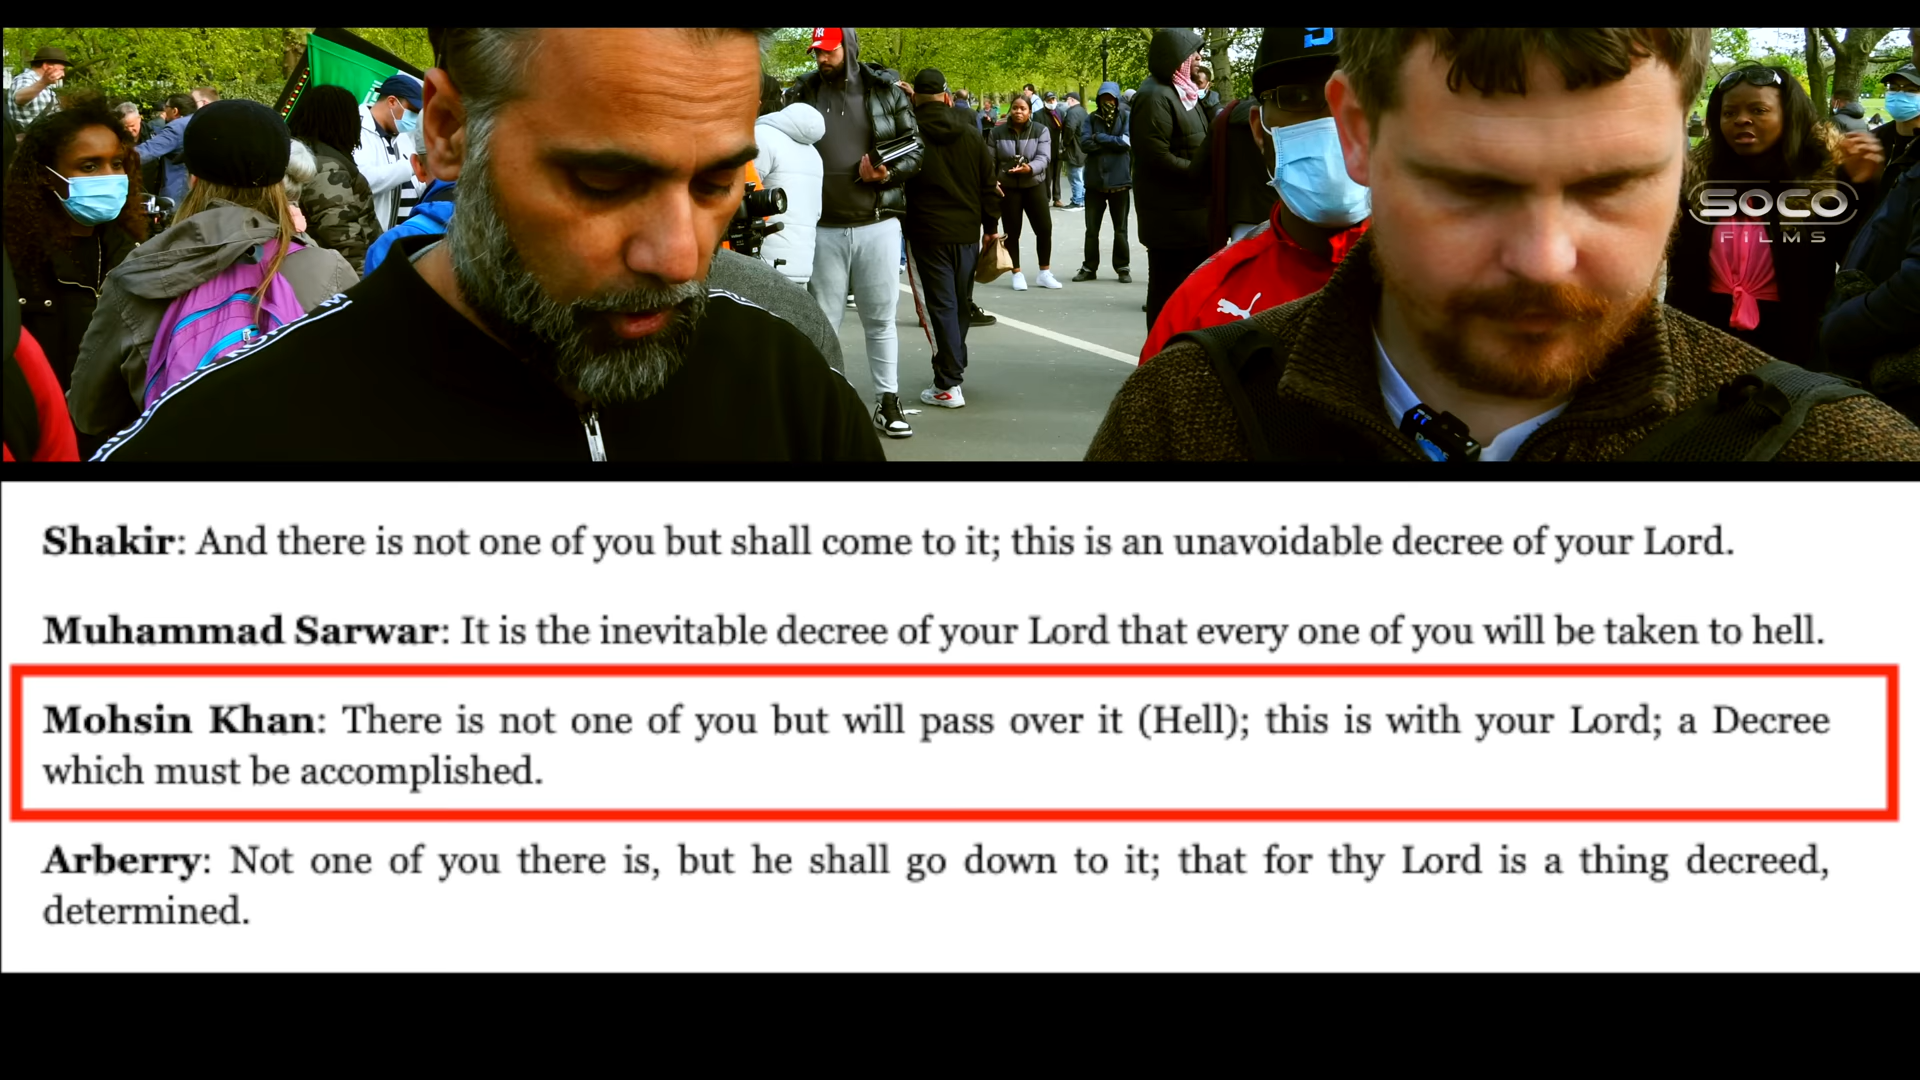 SOCO
FILMS
Shakir: And there is not one of you but shall come to it; this is an unavoidable decree of your Lord.
Muhammad Sarwar: It is the inevitable decree of your Lord that every one of you will be taken to hell.
Mohsin Khan: There is not one of you but will pass over it (Hell); this is with your Lord; a Decree
which must be accomplished.
Arberry: Not one of you there is, but he shall go down to it; that for thy Lord is a thing decreed,
determined.